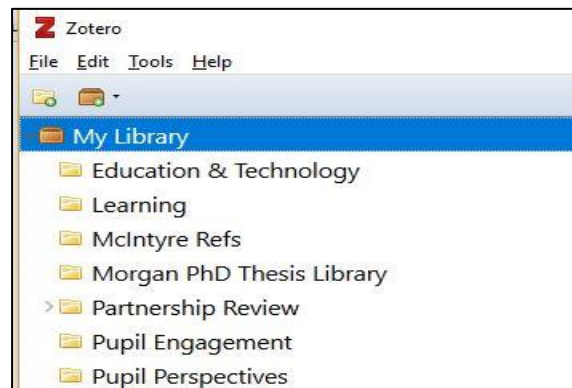 Zotero
File Edit Tools Help
My Library
Education & Technology
Learning
McIntyre Refs
Morgan PhD Thesis Library
Partnership Review
Pupil Engagement
Pupil Perspectives